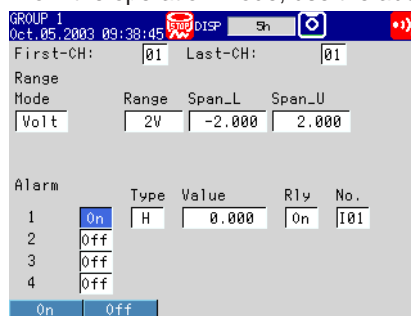 GROUP 1
Oct.05.2003 09:38:45 STOP DISP 5h
First-CH: 01 Last-CH: 01
Range
Mode Range Span_L Span_U
Volt 2V -2.000 2.000
Alarm
Type Value Rly No.
1 On H 0.000 On I01
2 Off
3 Off
4 Off
On Off